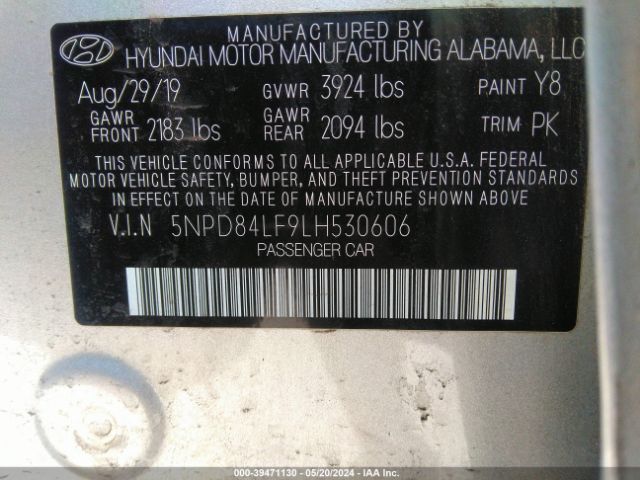 MANUFACTURED BY
HYUNDAI MOTOR MANUFACTURING ALABAMA, LLC
Aug/29/19 GVWR 3924 lbs PAINT Y8
GAWR FRONT 2183 lbs GAWR REAR 2094 lbs TRIM PK
THIS VEHICLE CONFORMS TO ALL APPLICABLE U.S.A. FEDERAL
MOTOR VEHICLE SAFETY, BUMPER, AND THEFT PREVENTION STANDARDS
IN EFFECT ON THE DATE OF MANUFACTURE SHOWN ABOVE
V.I.N 5NPD84LF9LH530606
PASSENGER CAR
000-39471130 - 05/20/2024 - IAA Inc.